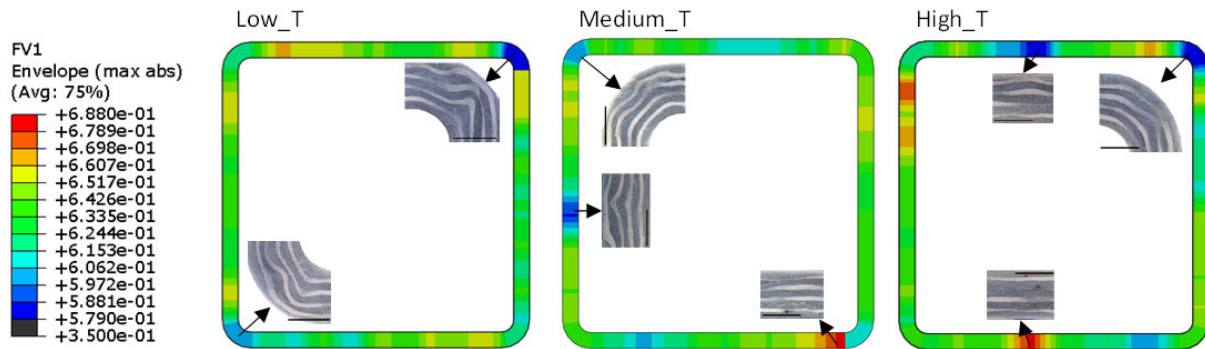 Low_T
Medium_T
High_T
FV1
Envelope (max abs)
(Avg: 75%)
+6.880e-01
+6.789e-01
+6.698e-01
+6.607e-01
+6.517e-01
+6.426e-01
+6.335e-01
+6.244e-01
+6.153e-01
+6.062e-01
+5.972e-01
+5.881e-01
+5.790e-01
+3.500e-01